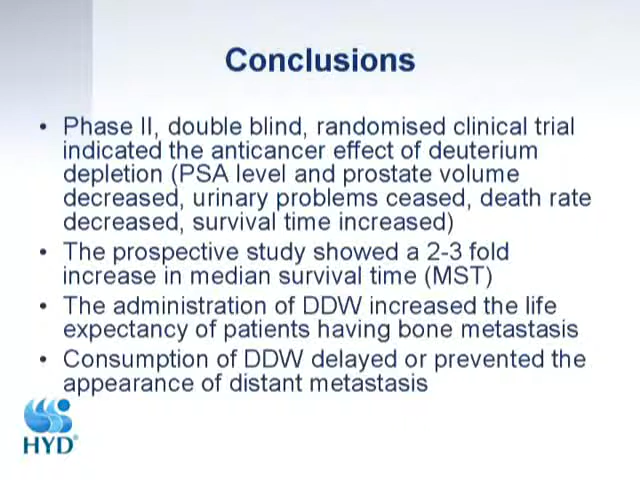 Conclusions
• Phase II, double blind, randomised clinical trial
indicated the anticancer effect of deuterium
depletion (PSA level and prostate volume
decreased, urinary problems ceased, death rate
decreased, survival time increased)
• The prospective study showed a 2-3 fold
increase in median survival time (MST)
• The administration of DDW increased the life
expectancy of patients having bone metastasis
• Consumption of DDW delayed or prevented the
appearance of distant metastasis
HYD®